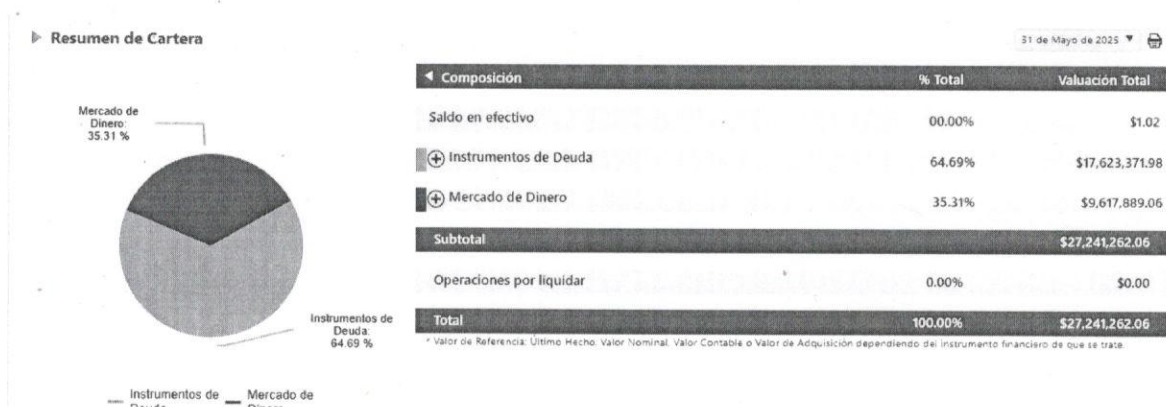 Resumen de Cartera
31 de Mayo de 2025
Mercado de
Dinero:
35.31 %
Instrumentos de
Deuda:
64.69 %
Instrumentos de Mercado de
Deuda Dinero
Composición % Total Valuación Total
Saldo en efectivo 00.00% $1.02
Instrumentos de Deuda 64.69% $17,623,371.98
Mercado de Dinero 35.31% $9,617,889.06
Subtotal $27,241,262.06
Operaciones por liquidar 0.00% $0.00
Total 100.00% $27,241,262.06
* Valor de Referencia: Último Hecho, Valor Nominal, Valor Contable o Valor de Adquisición dependiendo del instrumento financiero de que se trate.